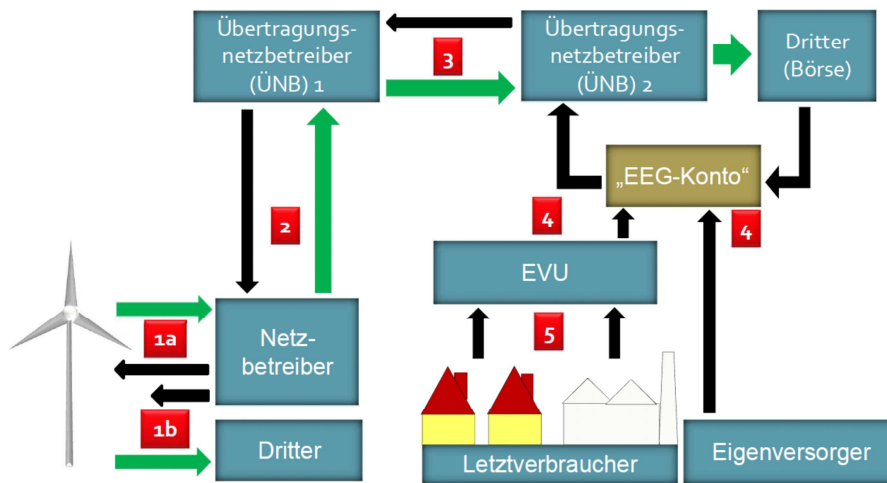 Übertragungs-
netzbetreiber
(ÜNB) 1
3
Übertragungs-
netzbetreiber
(ÜNB) 2
Dritter
(Börse)
„EEG-Konto“
2
4
4
EVU
1a
Netz-
betreiber
5
1b
Dritter
Letztverbraucher
Eigenversorger